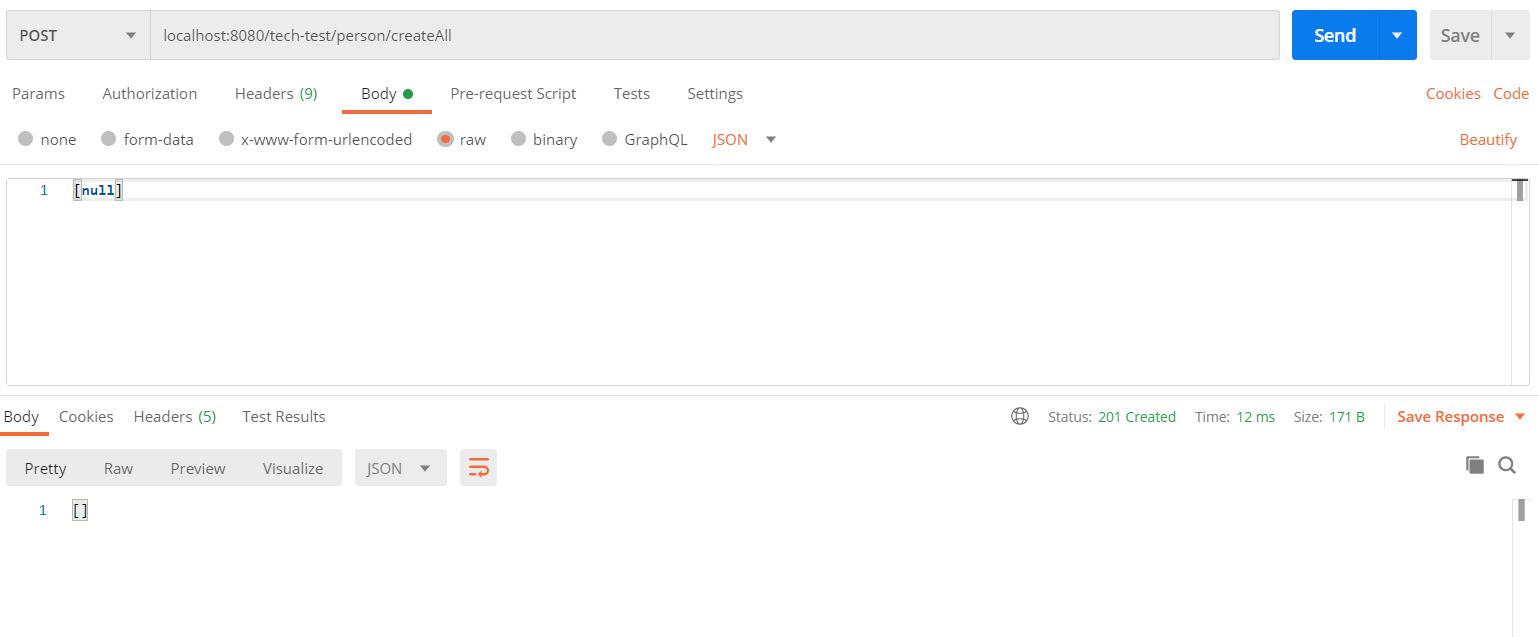 POST localhost:8080/tech-test/person/createAll Send Save
Params Authorization Headers (9) Body Pre-request Script Tests Settings Cookies Code
none form-data x-www-form-urlencoded raw binary GraphQL JSON Beautify
1 [null]
Body Cookies Headers (5) Test Results Status: 201 Created Time: 12 ms Size: 171 B Save Response
Pretty Raw Preview Visualize JSON
1 []